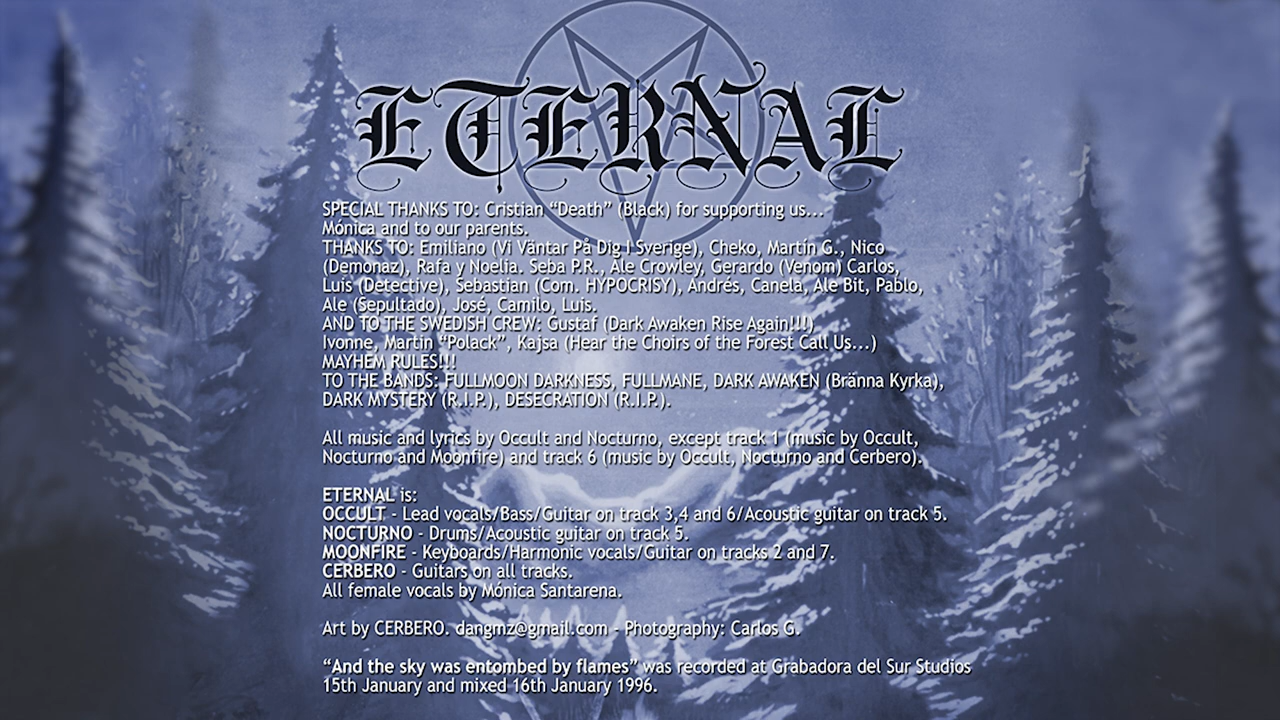 ETERNAL
SPECIAL THANKS TO: Cristian “Death” (Black) for supporting us...
Mónica and to our parents.
THANKS TO: Emiliano (Vi Väntar På Dig I Sverige), Cheko, Martín G., Nico
(Demonaz), Rafa y Noelia. Seba P.R., Ale Crowley, Gerardo (Venom) Carlos,
Luis (Detective), Sebastian (Com. HYPOCRISY), Andrés, Canela, Ale Bit, Pablo,
Ale (Sepultado), José, Camilo, Luis.
AND TO THE SWEDISH CREW: Gustaf (Dark Awaken Rise Again!!!)
Ivonne, Martin “Polack”, Kajsa (Hear the Choirs of the Forest Call Us...)
MAYHEM RULES!!!
TO THE BANDS: FULLMOON DARKNESS, FULLMANE, DARK AWAKEN (Bränna Kyrka),
DARK MYSTERY (R.I.P.), DESECRATION (R.I.P.).
All music and lyrics by Occult and Nocturno, except track 1 (music by Occult,
Nocturno and Moonfire) and track 6 (music by Occult, Nocturno and Cerbero).
ETERNAL is:
OCCULT - Lead vocals/Bass/Guitar on track 3,4 and 6/Acoustic guitar on track 5.
NOCTURNO - Drums/Acoustic guitar on track 5.
MOONFIRE - Keyboards/Harmonic vocals/Guitar on tracks 2 and 7.
CERBERO - Guitars on all tracks.
All female vocals by Mónica Santarena.
Art by CERBERO. dangmz@gmail.com - Photography: Carlos G.
“And the sky was entombed by flames” was recorded at Grabadora del Sur Studios
15th January and mixed 16th January 1996.